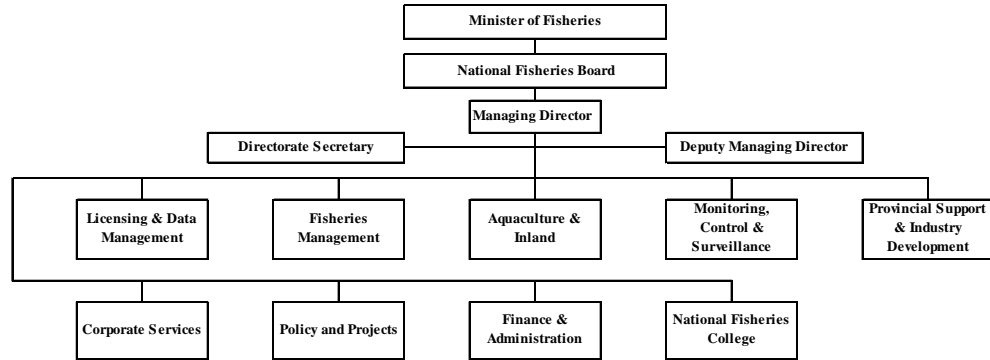 Minister of Fisheries
National Fisheries Board
Managing Director
Directorate Secretary
Deputy Managing Director
Licensing & Data
Management
Fisheries
Management
Aquaculture &
Inland
Monitoring,
Control &
Surveillance
Provincial Support
& Industry
Development
Corporate Services
Policy and Projects
Finance &
Administration
National Fisheries
College